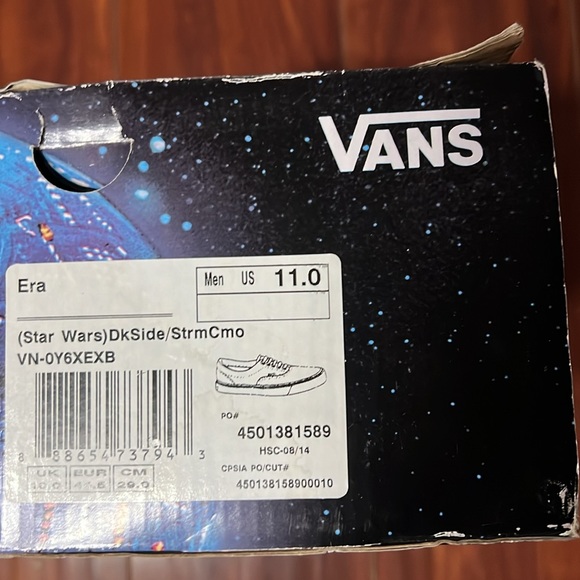 VANS
Era
Men US 11.0
(Star Wars)DkSide/StrmCmo
VN-0Y6XEXB
PO#
4501381589
HSC-08/14
CPSIA PO/CUT#
450138158900010
8 88654 73794 3
UK EUR CM
10.0 44.5 29.0